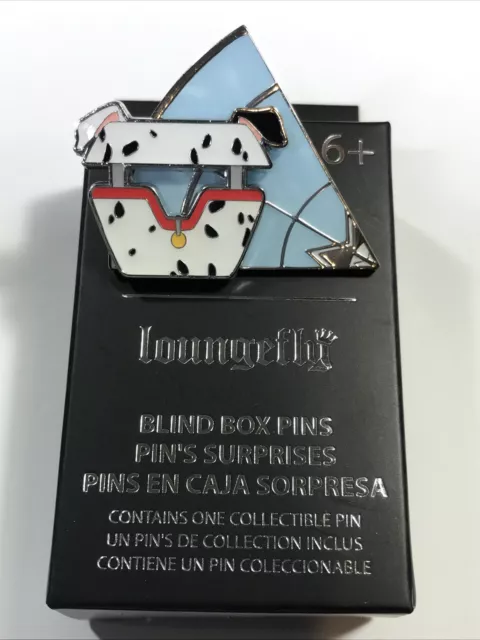 6+
loungefly
BLIND BOX PINS
PIN'S SURPRISES
PINS EN CAJA SORPRESA
CONTAINS ONE COLLECTIBLE PIN
UN PIN'S DE COLLECTION INCLUS
CONTIENE UN PIN COLECCIONABLE